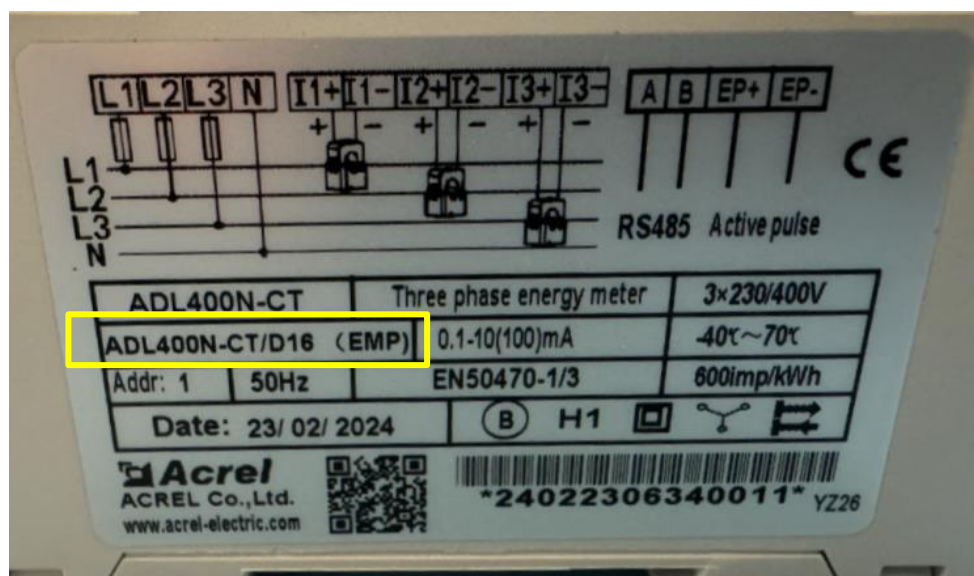 L1 L2 L3 N I1+ I1- I2+ I2- I3+ I3- A B EP+ EP-
+ - + - + -
L1
L2
L3
N
RS485 Active pulse
CE
ADL400N-CT Three phase energy meter 3×230/400V
ADL400N-CT/D16 （EMP) 0.1-10(100)mA -40℃～70℃
Addr: 1 50Hz EN50470-1/3 600imp/kWh
Date: 23/ 02/ 2024 B H1
Acrel
ACREL Co.,Ltd.
www.acrel-electric.com
*24022306340011* YZ26